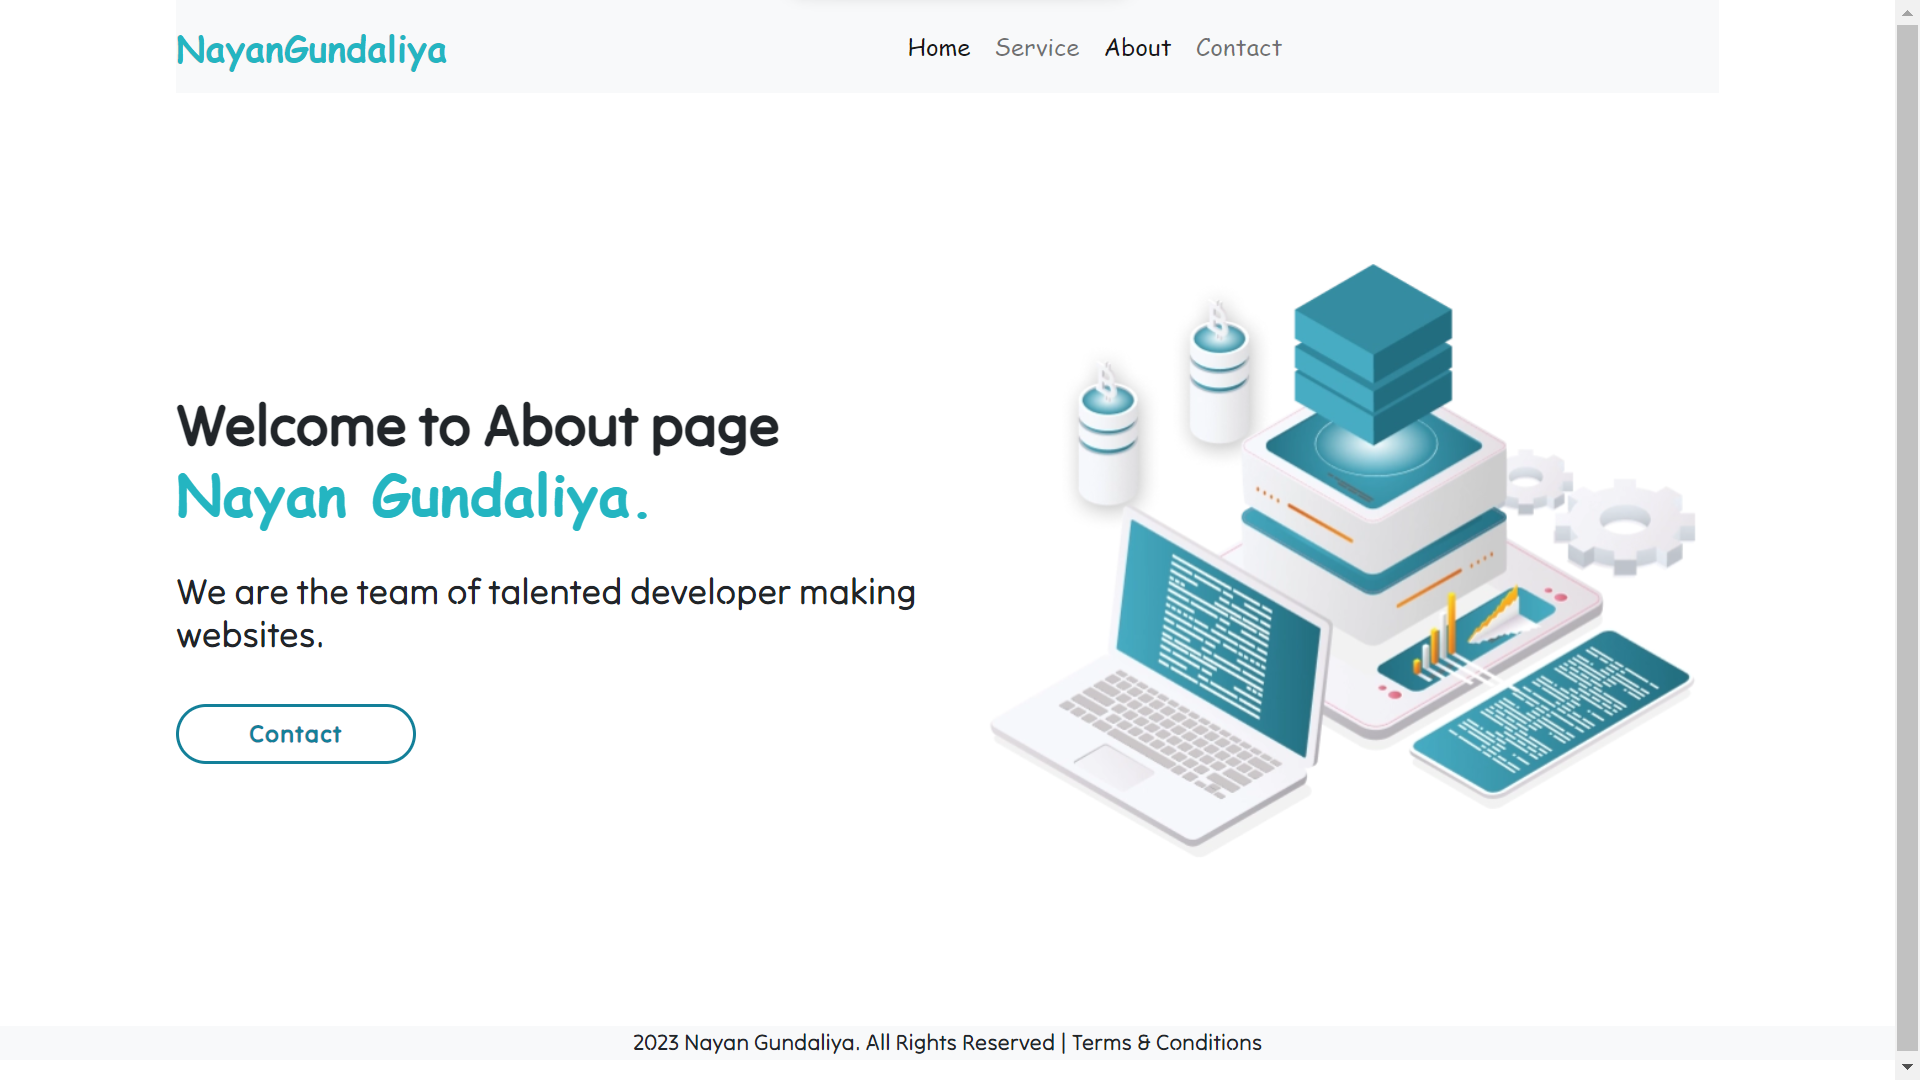 NayanGundaliya
Home Service About Contact
Welcome to About page
Nayan Gundaliya.
We are the team of talented developer making
websites.
Contact
2023 Nayan Gundaliya. All Rights Reserved | Terms & Conditions